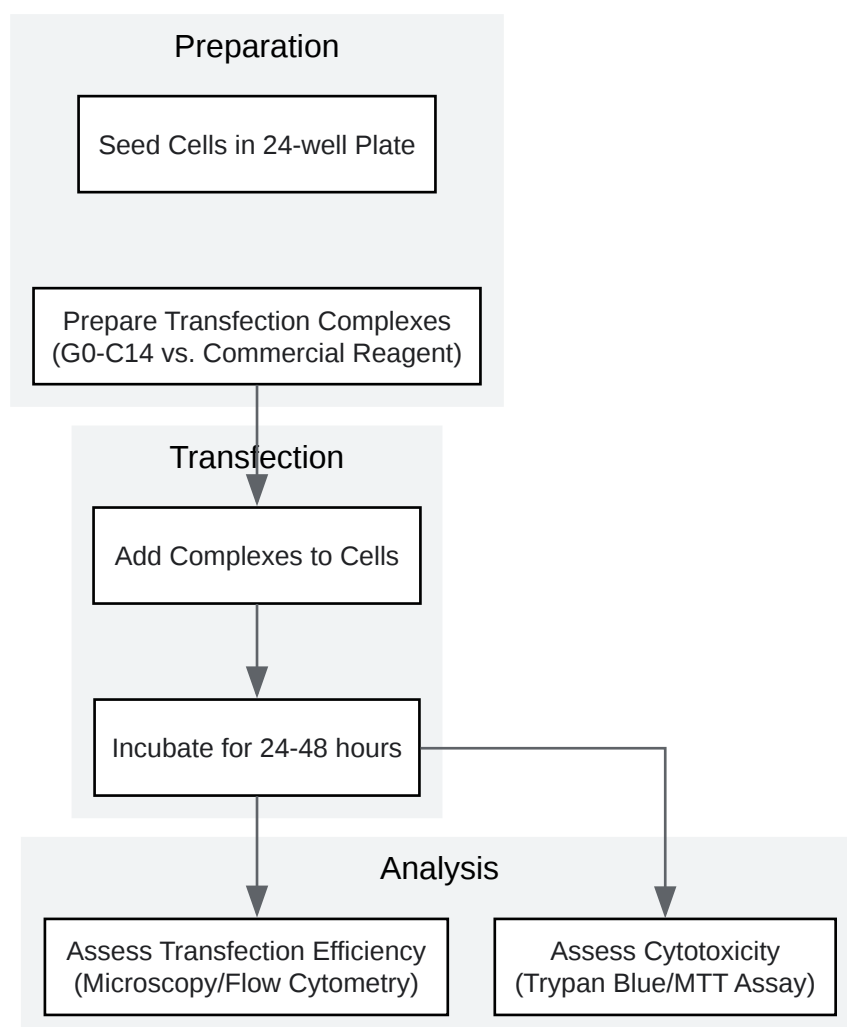 Preparation
Seed Cells in 24-well Plate
Prepare Transfection Complexes
(G0-C14 vs. Commercial Reagent)
Transfection
Add Complexes to Cells
Incubate for 24-48 hours
Analysis
Assess Transfection Efficiency
(Microscopy/Flow Cytometry)
Assess Cytotoxicity
(Trypan Blue/MTT Assay)